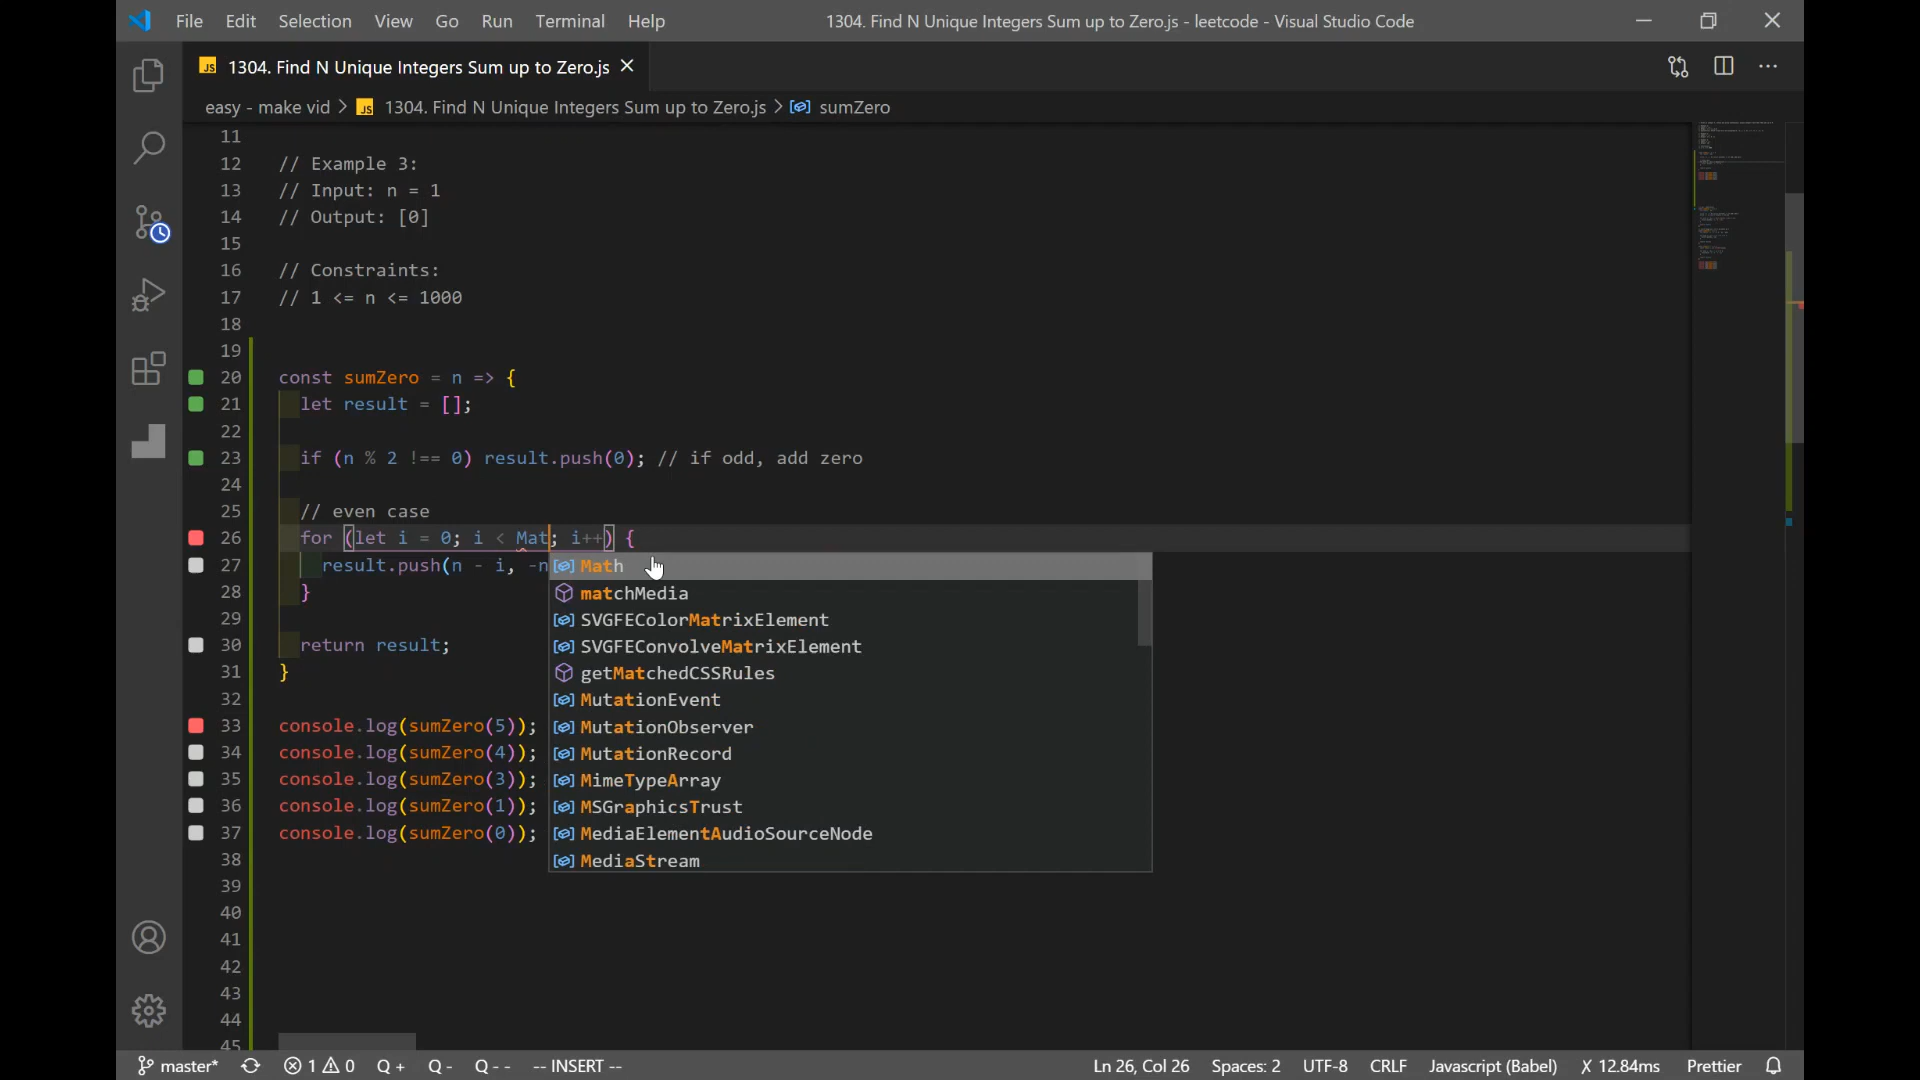 File Edit Selection View Go Run Terminal Help 1304. Find N Unique Integers Sum up to Zero.js - leetcode - Visual Studio Code
JS 1304. Find N Unique Integers Sum up to Zero.js
easy - make vid > JS 1304. Find N Unique Integers Sum up to Zero.js > sumZero
11
12 // Example 3:
13 // Input: n = 1
14 // Output: [0]
15
16 // Constraints:
17 // 1 <= n <= 1000
18
19
20 const sumZero = n => {
21 let result = [];
22
23 if (n % 2 !== 0) result.push(0); // if odd, add zero
24
25 // even case
26 for (let i = 0; i < Mat; i++) {
27 result.push(n - i, -n
28 }
29
30 return result;
31 }
32
33 console.log(sumZero(5));
34 console.log(sumZero(4));
35 console.log(sumZero(3));
36 console.log(sumZero(1));
37 console.log(sumZero(0));
38
39
40
41
42
43
44
45
Math
matchMedia
SVGFEColorMatrixElement
SVGFEConvolveMatrixElement
getMatchedCSSRules
MutationEvent
MutationObserver
MutationRecord
MimeTypeArray
MSGraphicsTrust
MediaElementAudioSourceNode
MediaStream
master* 1 0 Q + Q - Q - - -- INSERT -- Ln 26, Col 26 Spaces: 2 UTF-8 CRLF Javascript (Babel) X 12.84ms Prettier